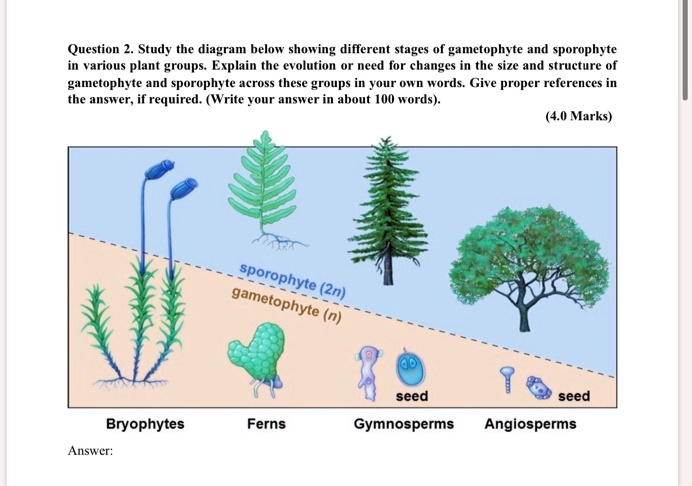 Question 2. Study the diagram below showing different stages of gametophyte and sporophyte
in various plant groups. Explain the evolution or need for changes in the size and structure of
gametophyte and sporophyte across these groups in your own words. Give proper references in
the answer, if required. (Write your answer in about 100 words).
(4.0 Marks)
sporophyte (2n)
gametophyte (n)
seed
seed
Bryophytes Ferns Gymnosperms Angiosperms
Answer: